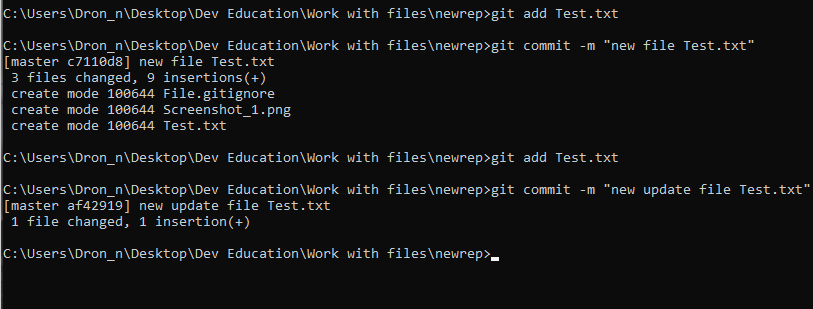 C:\Users\Dron_n\Desktop\Dev Education\Work with files\newrep>git add Test.txt
C:\Users\Dron_n\Desktop\Dev Education\Work with files\newrep>git commit -m "new file Test.txt"
[master c7110d8] new file Test.txt
 3 files changed, 9 insertions(+)
 create mode 100644 File.gitignore
 create mode 100644 Screenshot_1.png
 create mode 100644 Test.txt
C:\Users\Dron_n\Desktop\Dev Education\Work with files\newrep>git add Test.txt
C:\Users\Dron_n\Desktop\Dev Education\Work with files\newrep>git commit -m "new update file Test.txt"
[master af42919] new update file Test.txt
 1 file changed, 1 insertion(+)
C:\Users\Dron_n\Desktop\Dev Education\Work with files\newrep>